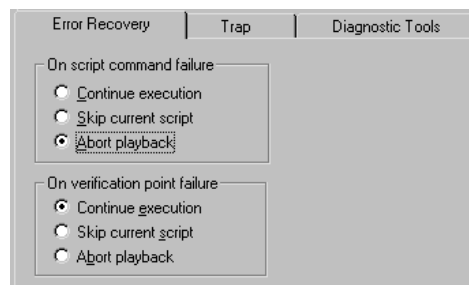 Error Recovery Trap Diagnostic Tools
On script command failure
Continue execution
Skip current script
Abort playback
On verification point failure
Continue execution
Skip current script
Abort playback